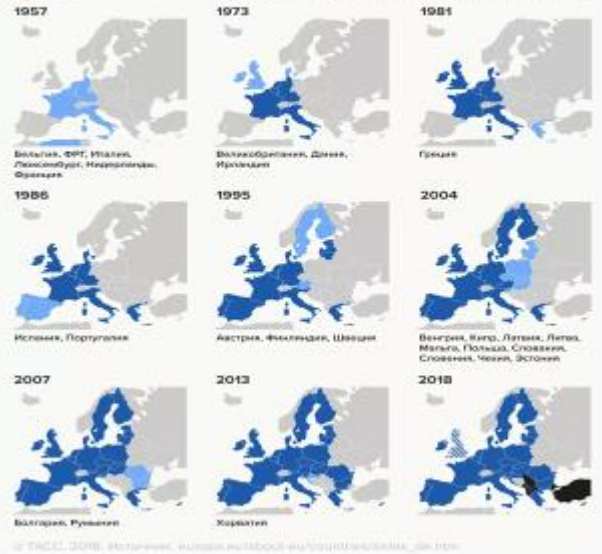 1957
1973
1981
Бельгия, ФРГ, Италия,
Люксембург, Нидерланды,
Франция
Великобритания, Дания,
Ирландия
Греция
1986
1995
2004
Испания, Португалия
Австрия, Финляндия, Швеция
Венгрия, Кипр, Латвия, Литва,
Мальта, Польша, Словакия,
Словения, Чехия, Эстония
2007
2013
2018
Болгария, Румыния
Хорватия
© ТАСС, 2018. Источник: